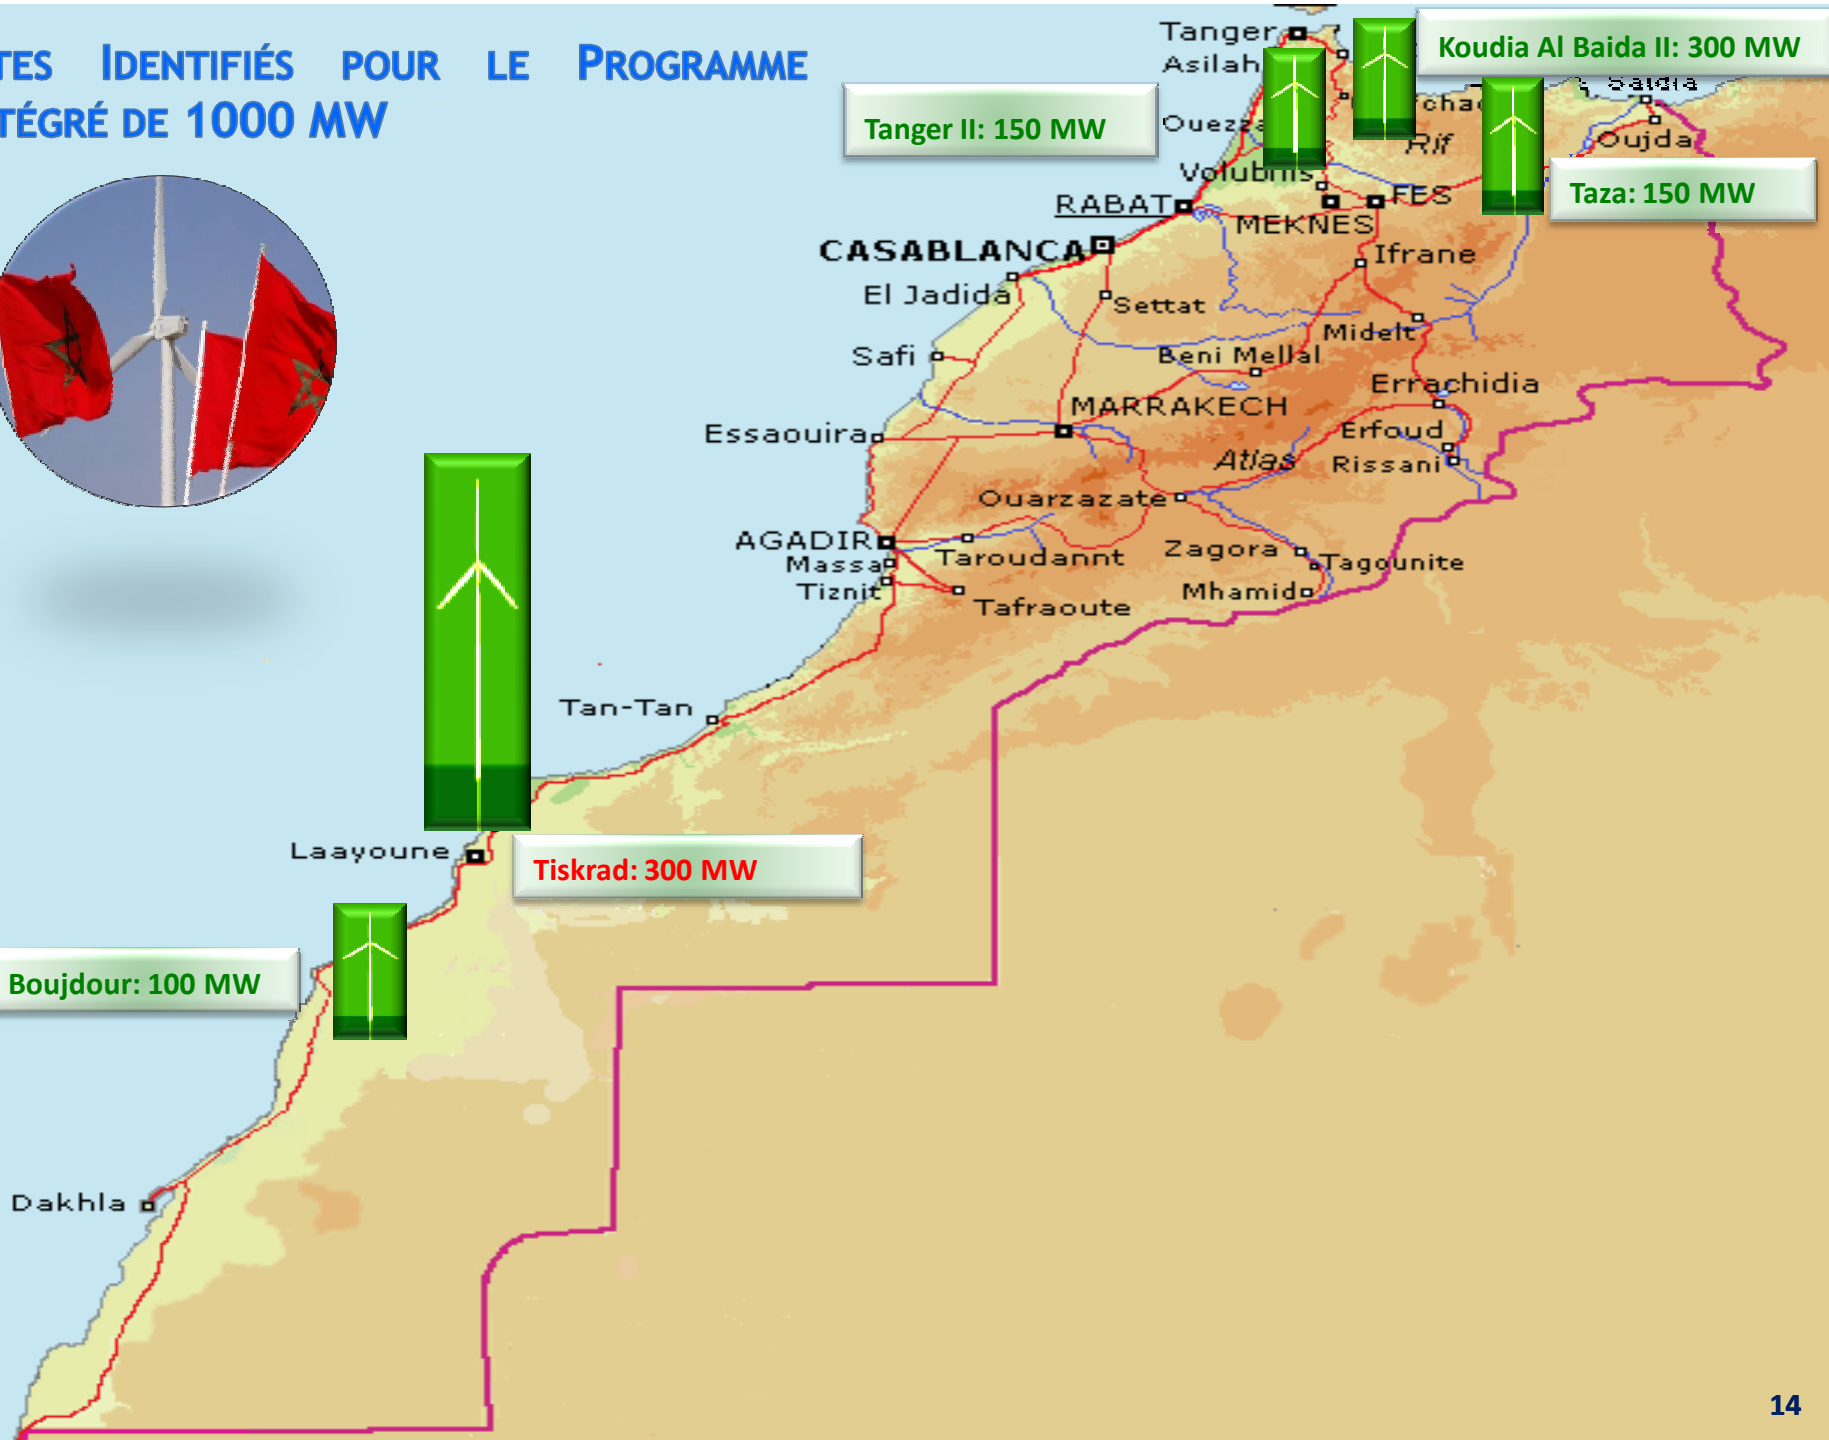 TES IDENTIFIÉS POUR LE PROGRAMME
TÉGRÉ DE 1000 MW
Tanger
Koudia Al Baida II: 300 MW
Asilah
Saidia
Tanger II: 150 MW
Rif
Oujda
Volubilis
Taza: 150 MW
RABAT
FES
MEKNES
CASABLANCA
Ifrane
El Jadida
Settat
Midelt
Safi
Beni Mellal
Errachidia
MARRAKECH
Essaouira
Erfoud
Atlas
Rissani
Ouarzazate
AGADIR
Taroudannt
Zagora
Tagounite
Massa
Tiznit
Mhamid
Tafraoute
Tan-Tan
Laayoune
Tiskrad: 300 MW
Boujdour: 100 MW
Dakhla
14